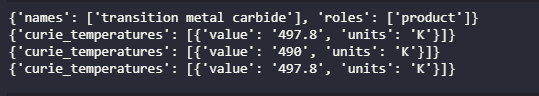 {'names': ['transition metal carbide'], 'roles': ['product']}
{'curie_temperatures': [{'value': '497.8', 'units': 'K'}]}
{'curie_temperatures': [{'value': '490', 'units': 'K'}]}
{'curie_temperatures': [{'value': '497.8', 'units': 'K'}]}